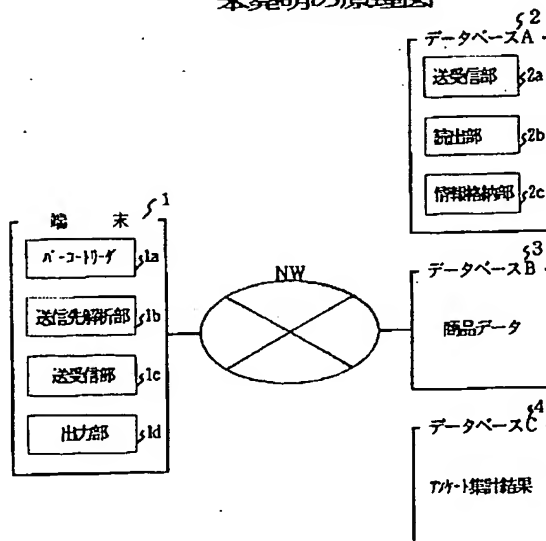 本発明の原理図
端 末
1
バーコードリーダ
1a
送信先解析部
1b
送受信部
1c
出力部
1d
NW
データベースA
2
送受信部
2a
読出部
2b
情報格納部
2c
データベースB
3
商品データ
データベースC
4
アンケート集計結果